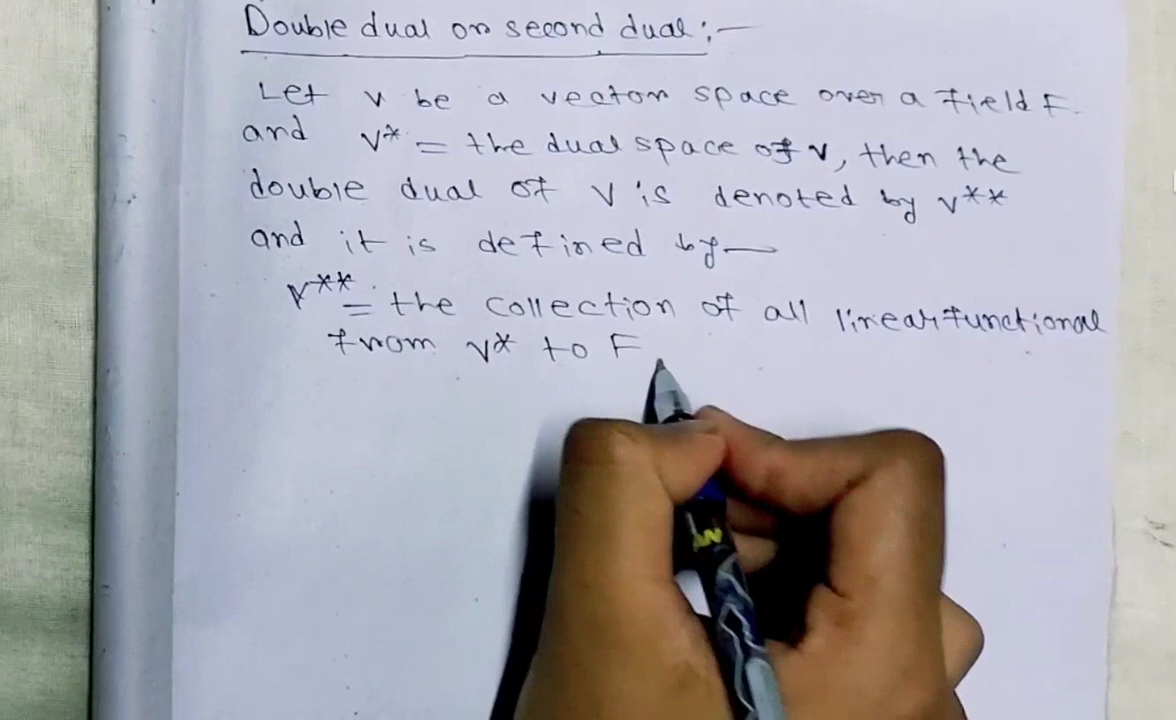 Double dual or second dual :-
Let V be a vector space over a field F.
and V* = the dual space of V, then the
double dual of V is denoted by V**
and it is defined by —
V** = the collection of all linear functional
from V* to F